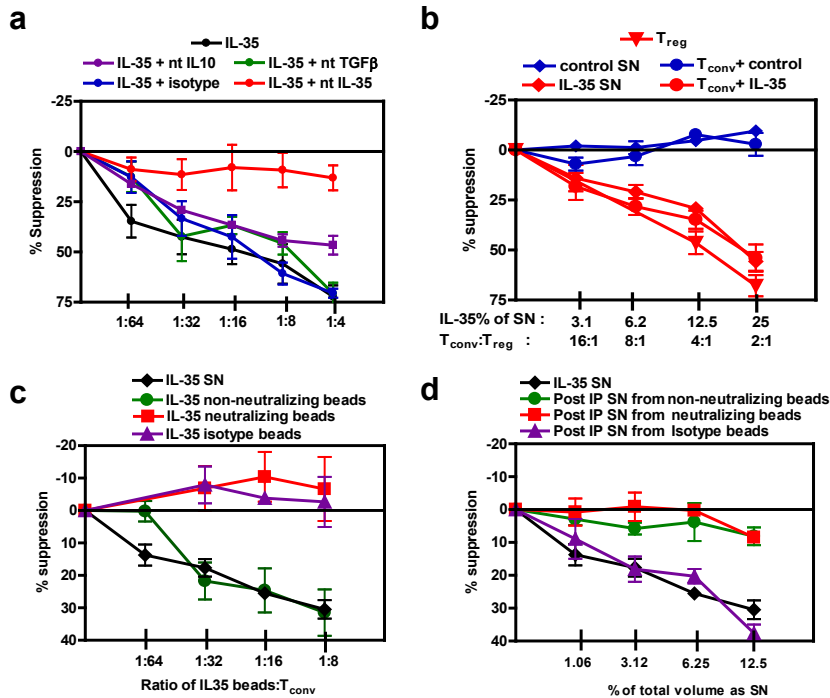 a
IL-35
IL-35 + nt IL10
IL-35 + nt TGFβ
IL-35 + isotype
IL-35 + nt IL-35
% Suppression
-25
0
25
50
75
1:64
1:32
1:16
1:8
1:4
b
Treg
control SN
Tconv+ control
IL-35 SN
Tconv+ IL-35
% Suppression
-25
0
25
50
75
IL-35% of SN : 3.1 6.2 12.5 25
Tconv:Treg : 16:1 8:1 4:1 2:1
c
IL-35 SN
IL-35 non-neutralizing beads
IL-35 neutralizing beads
IL-35 isotype beads
% suppression
-20
-10
0
10
20
30
40
1:64
1:32
1:16
1:8
Ratio of IL35 beads:Tconv
d
IL-35 SN
Post IP SN from non-neutralizing beads
Post IP SN from neutralizing beads
Post IP SN from Isotype beads
% suppression
-20
-10
0
10
20
30
40
1.06
3.12
6.25
12.5
% of total volume as SN